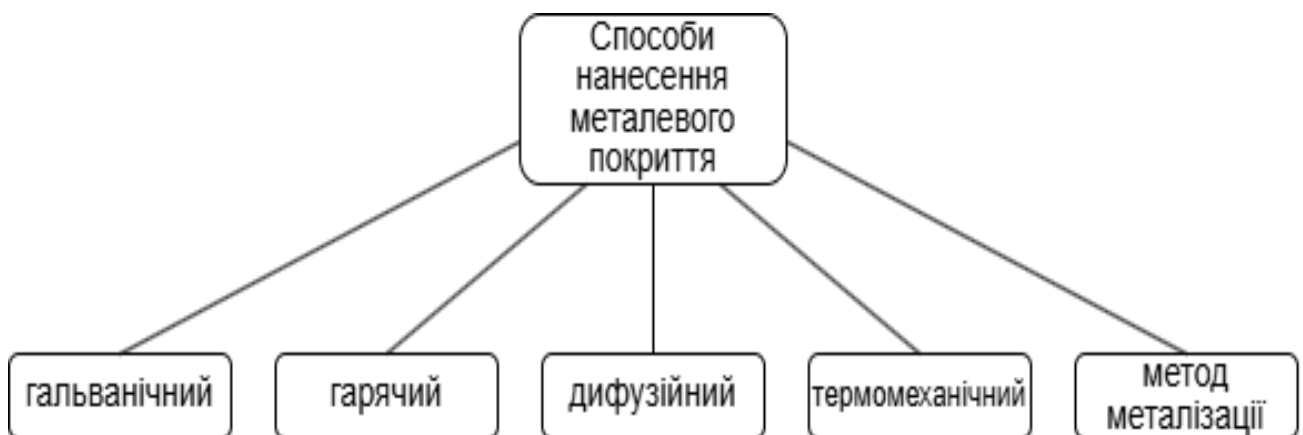 Способи
нанесення
металевого
покриття
гальванічний
гарячий
дифузійний
термомеханічний
метод
металізації